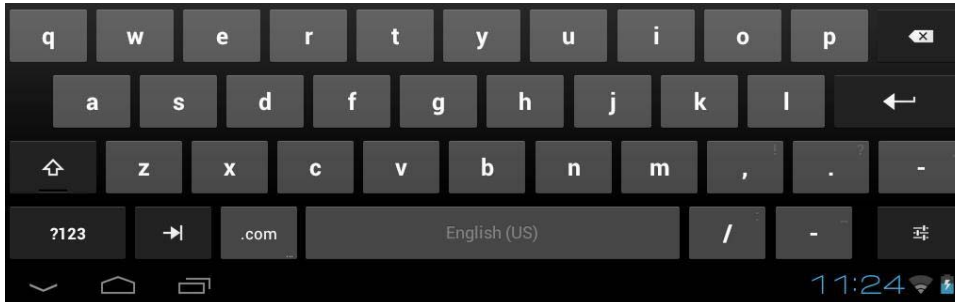 q w e r t y u i o p
a s d f g h j k l
z x c v b n m , ! . ? -
?123 .com … English (US) / : - _
11:24